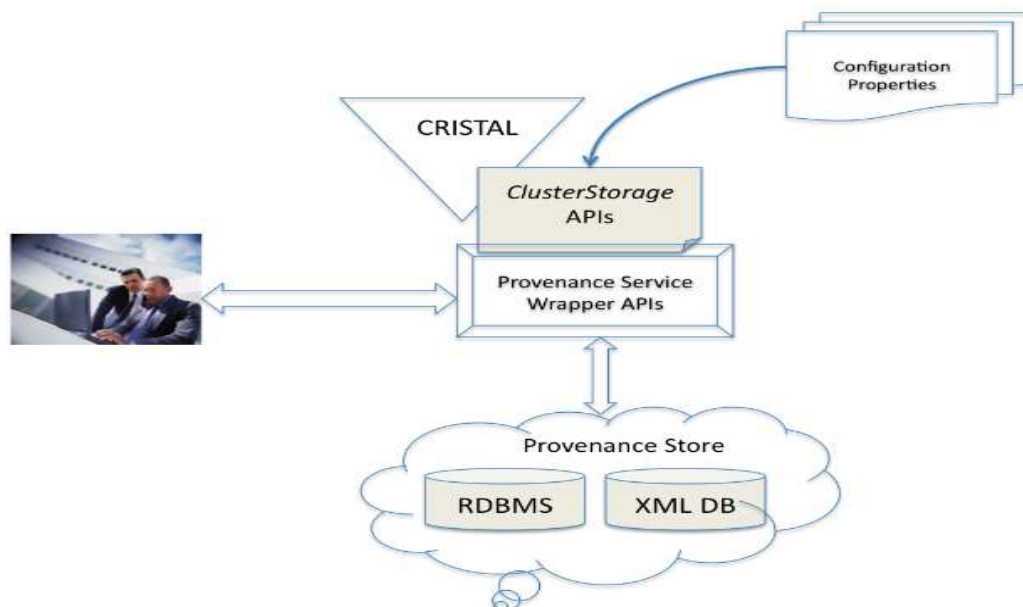 Configuration
Properties
CRISTAL
ClusterStorage
APIs
Provenance Service
Wrapper APIs
Provenance Store
RDBMS
XML DB